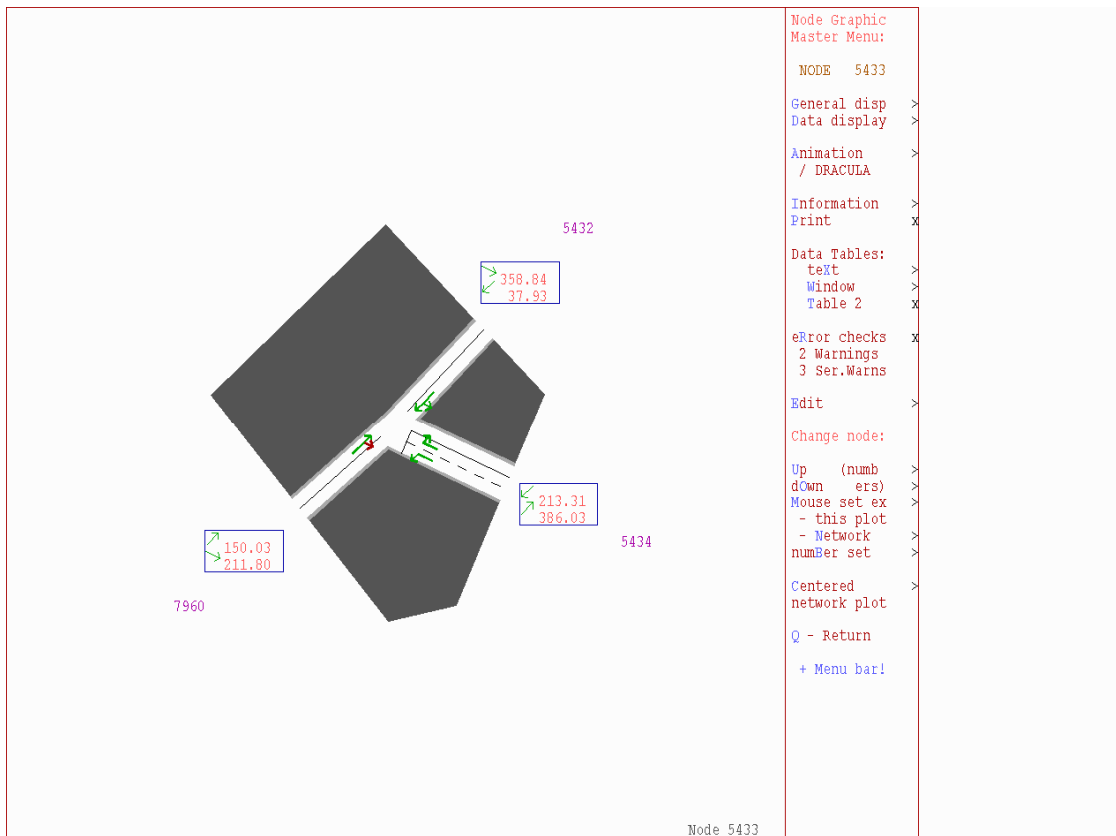 5432
358.84
37.93
213.31
386.03
5434
150.03
211.80
7960
Node 5433
Node Graphic
Master Menu:
NODE 5433
General disp >
Data display >
Animation >
/ DRACULA
Information >
Print x
Data Tables:
teXt >
Window >
Table 2 x
eRror checks x
2 Warnings
3 Ser.Warns
Edit >
Change node:
Up (numb >
dOwn ers) >
Mouse set ex >
- this plot
- Network >
numBer set >
Centered >
network plot
Q - Return
+ Menu bar!